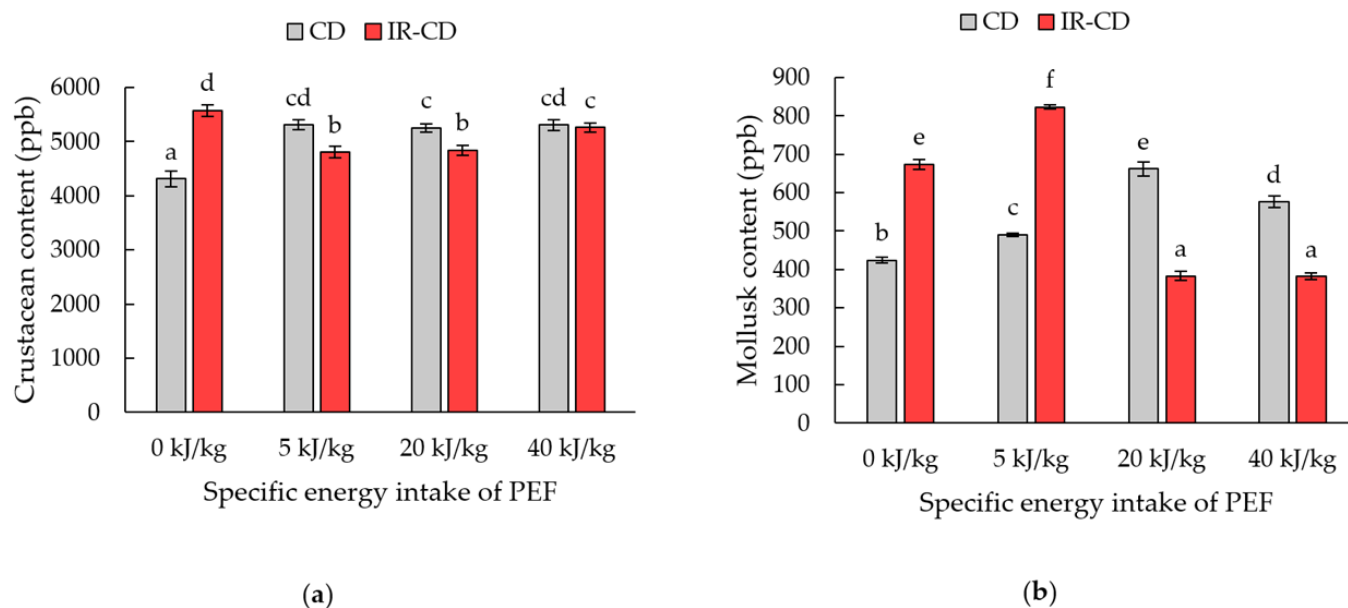 CD IR-CD
Crustacean content (ppb)
6000
5000
4000
3000
2000
1000
0
a d cd b c b cd c
0 kJ/kg 5 kJ/kg 20 kJ/kg 40 kJ/kg
Specific energy intake of PEF
(a)
CD IR-CD
Mollusk content (ppb)
900
800
700
600
500
400
300
200
100
0
b e c f e a d a
0 kJ/kg 5 kJ/kg 20 kJ/kg 40 kJ/kg
Specific energy intake of PEF
(b)